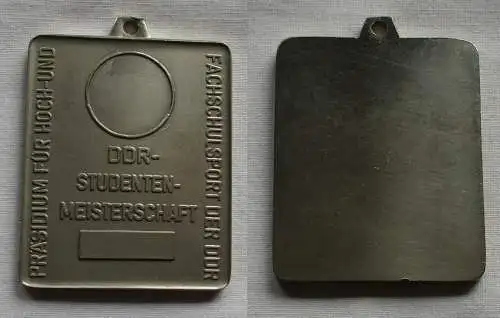 PRÄSIDIUM FÜR HOCH-UND
FACHSCHULSPORT DER DDR
DDR-
STUDENTEN-
MEISTERSCHAFT